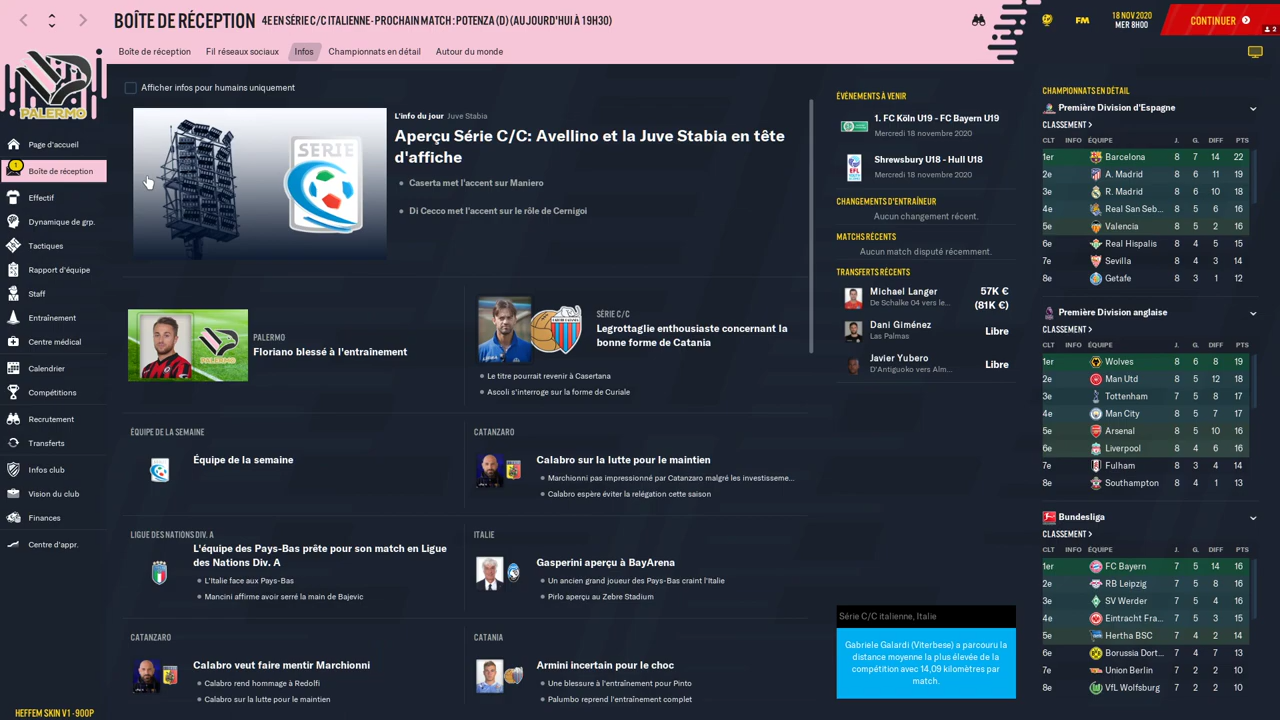 BOÎTE DE RÉCEPTION
4E EN SÉRIE C/C ITALIENNE - PROCHAIN MATCH : POTENZA (D) (AUJOURD'HUI À 19H30)
FM
18 NOV 2020
MER 8H00
CONTINUER
2
Boîte de réception
Fil réseaux sociaux
Infos
Championnats en détail
Autour du monde
PALERMO
Page d'accueil
1
Boîte de réception
Effectif
Dynamique de grp.
Tactiques
Rapport d'équipe
Staff
Entraînement
Centre médical
Calendrier
Compétitions
Recrutement
Transferts
Infos club
Vision du club
Finances
Centre d'appr.
HEFFEM SKIN V1 - 900P
Afficher infos pour humains uniquement
SERIE
L'info du jour Juve Stabia
Aperçu Série C/C: Avellino et la Juve Stabia en tête
d'affiche
Caserta met l'accent sur Maniero
Di Cecco met l'accent sur le rôle de Cernigoi
PALERMO
PALERMO
Floriano blessé à l'entraînement
SÉRIE C/C
Legrottaglie enthousiaste concernant la
bonne forme de Catania
Le titre pourrait revenir à Casertana
Ascoli s'interroge sur la forme de Curiale
ÉQUIPE DE LA SEMAINE
Équipe de la semaine
CATANZARO
Calabro sur la lutte pour le maintien
Marchionni pas impressionné par Catanzaro malgré les investisseme...
Calabro espère éviter la relégation cette saison
LIGUE DES NATIONS DIV. A
L'équipe des Pays-Bas prête pour son match en Ligue
des Nations Div. A
L'Italie face aux Pays-Bas
Mancini affirme avoir serré la main de Bajevic
ITALIE
Gasperini aperçu à BayArena
Un ancien grand joueur des Pays-Bas craint l'Italie
Pirlo aperçu au Zebre Stadium
CATANZARO
Calabro veut faire mentir Marchionni
Calabro rend hommage à Redolfi
Calabro sur la lutte pour le maintien
CATANIA
Armini incertain pour le choc
Une blessure à l'entraînement pour Pinto
Palumbo reprend l'entraînement complet
ÉVÉNEMENTS À VENIR
1. FC Köln U19 - FC Bayern U19
Mercredi 18 novembre 2020
Shrewsbury U18 - Hull U18
Mercredi 18 novembre 2020
CHANGEMENTS D'ENTRAÎNEUR
Aucun changement récent.
MATCHS RÉCENTS
Aucun match disputé récemment.
TRANSFERTS RÉCENTS
Michael Langer
De Schalke 04 vers le...
57K €
(81K €)
Dani Giménez
Las Palmas
Libre
Javier Yubero
D'Antiguoko vers Alm...
Libre
Série C/C italienne, Italie
Gabriele Galardi (Viterbese) a parcouru la
distance moyenne la plus élevée de la
compétition avec 14,09 kilomètres par
match.
CHAMPIONNATS EN DÉTAIL
Première Division d'Espagne
CLASSEMENT >
CLT INFO ÉQUIPE J. G. DIFF PTS
1er Barcelona 8 7 14 22
2e A. Madrid 8 6 11 19
3e R. Madrid 8 6 10 18
4e Real San Seb... 8 5 6 16
5e Valencia 8 5 2 16
6e Real Hispalis 8 4 5 15
7e Sevilla 8 4 3 14
8e Getafe 8 3 1 12
Première Division anglaise
CLASSEMENT >
CLT INFO ÉQUIPE J. G. DIFF PTS
1er Wolves 8 6 8 19
2e Man Utd 8 5 12 18
3e Tottenham 7 5 8 17
4e Man City 8 5 7 17
5e Arsenal 8 5 10 16
6e Liverpool 8 4 6 16
7e Fulham 8 3 4 14
8e Southampton 8 4 1 13
Bundesliga
CLASSEMENT >
CLT INFO ÉQUIPE J. G. DIFF PTS
1er FC Bayern 7 5 14 16
2e RB Leipzig 7 5 8 16
3e SV Werder 7 5 4 16
4e Eintracht Fra... 7 5 3 15
5e Hertha BSC 7 4 2 14
6e Borussia Dort... 7 4 7 13
7e Union Berlin 7 2 2 10
8e VfL Wolfsburg 7 2 2 10